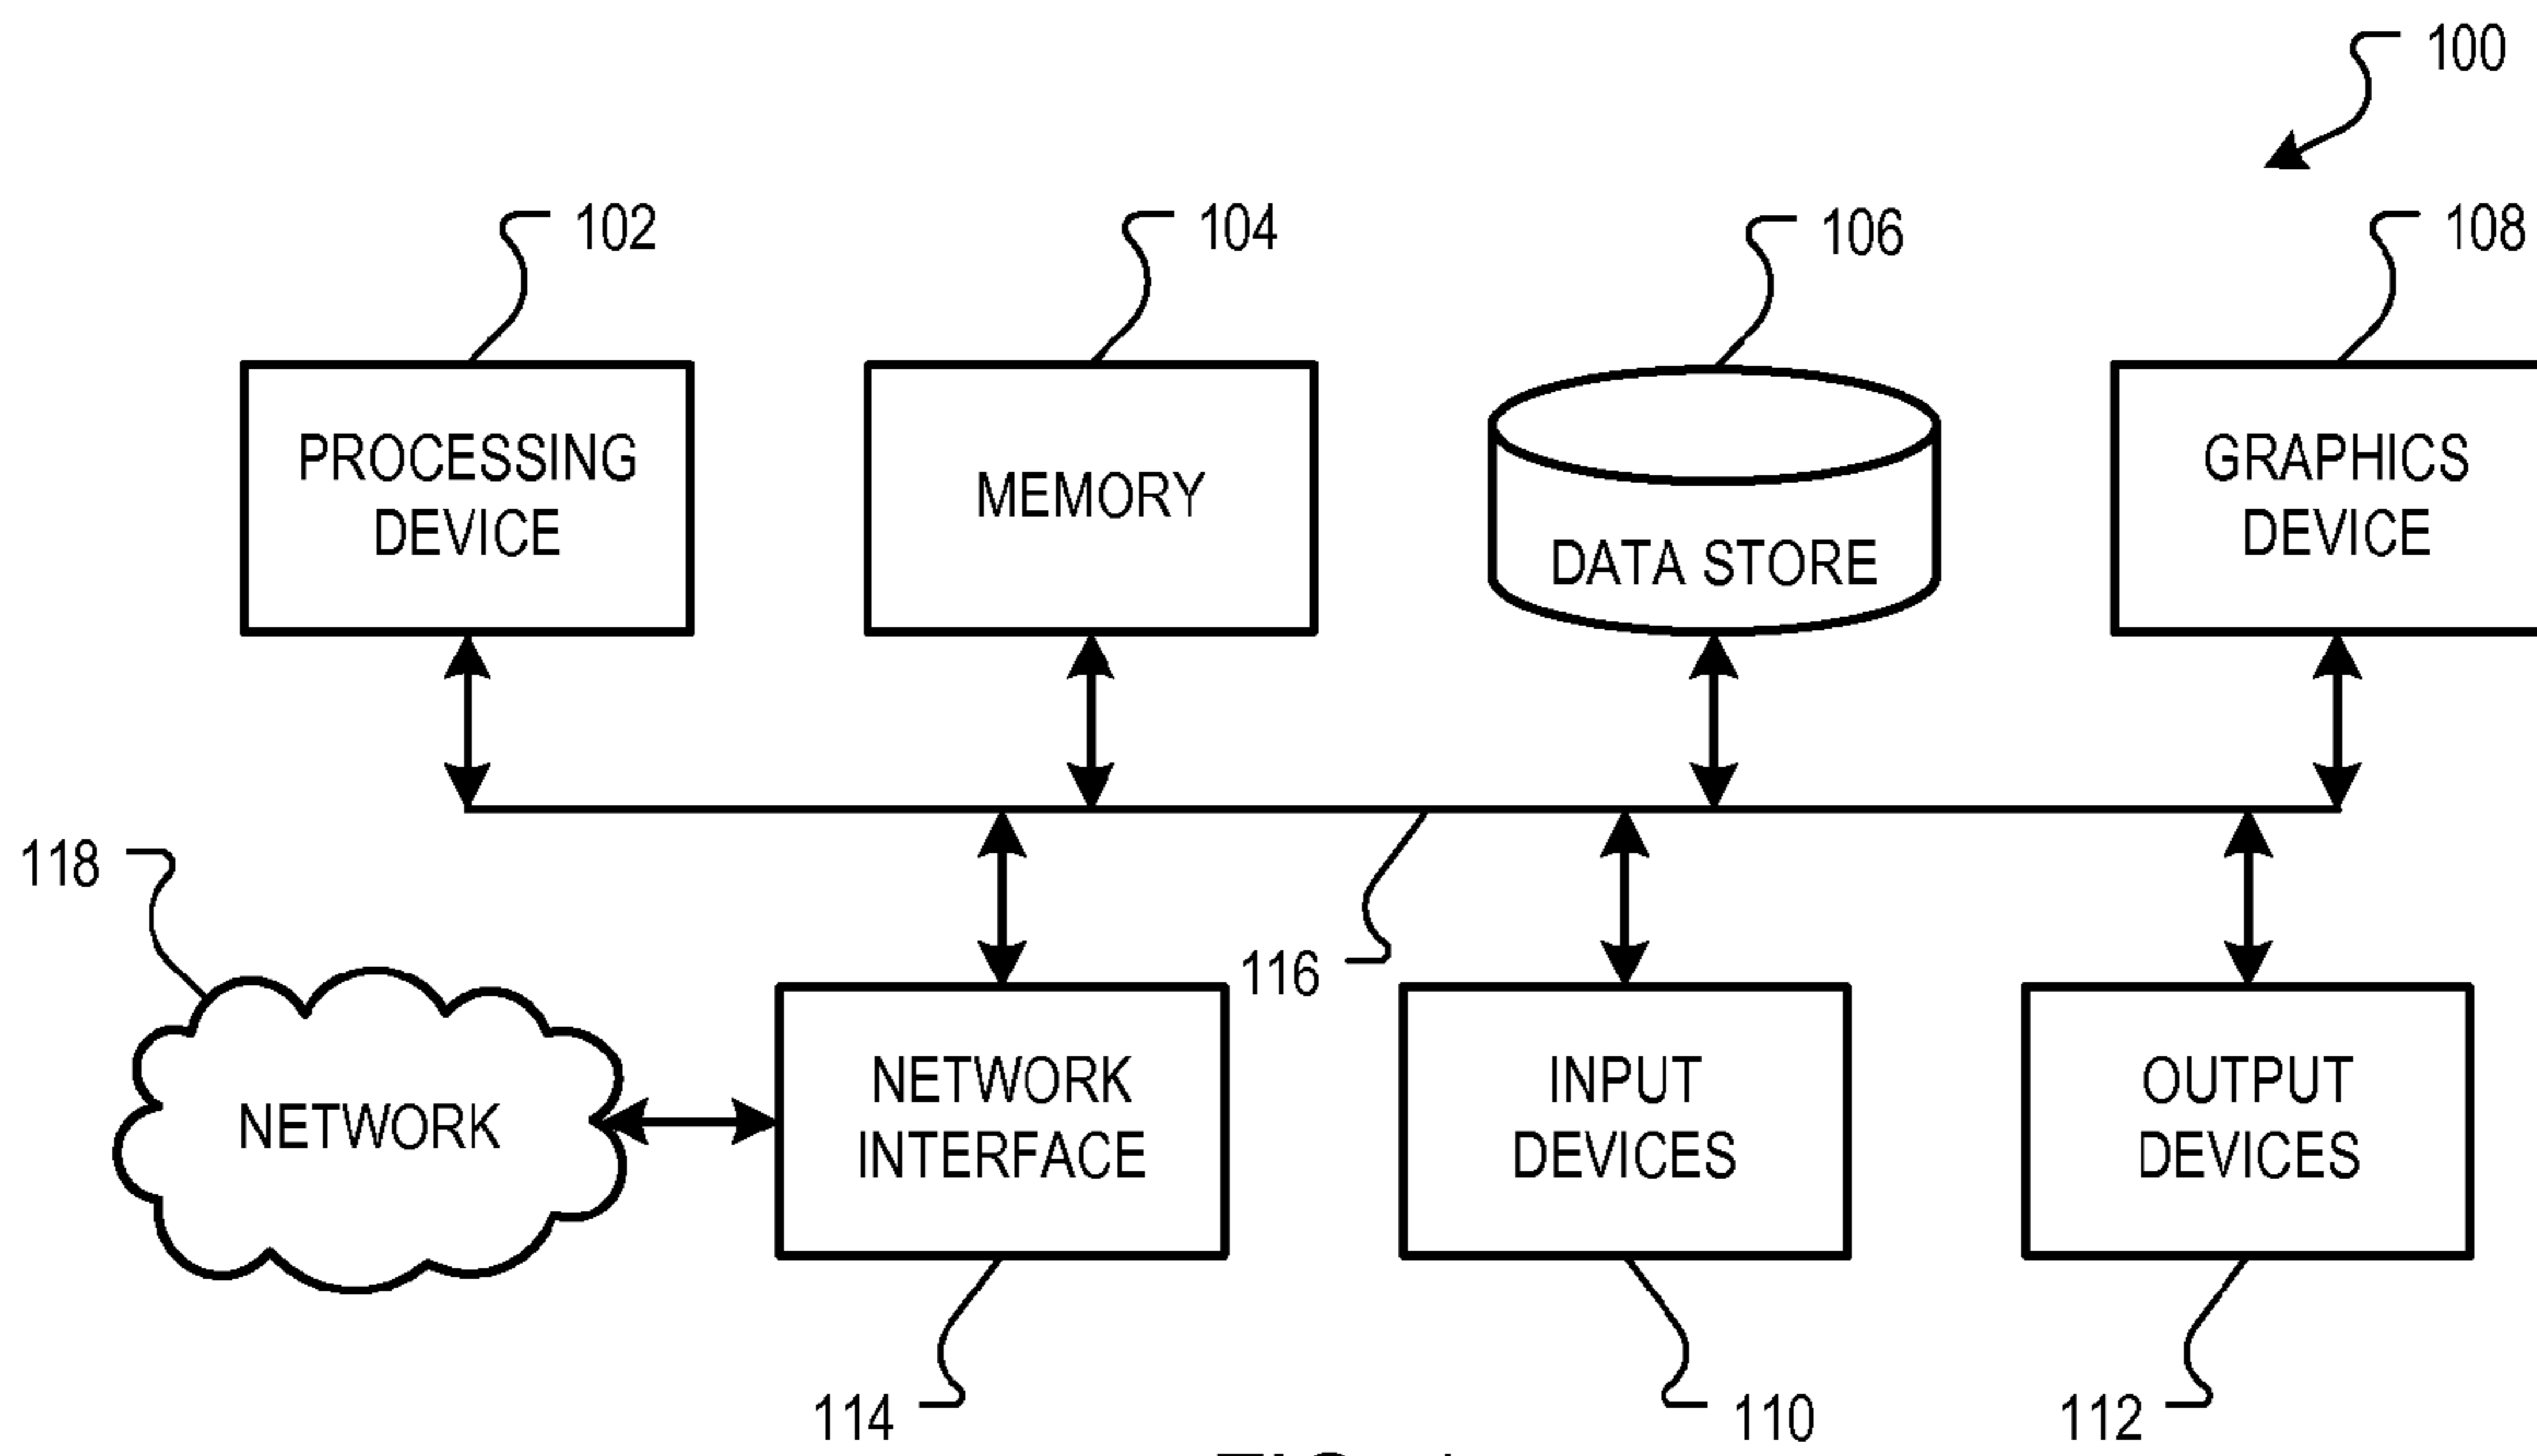 100
102
104
106
108
PROCESSING
DEVICE
MEMORY
DATA STORE
GRAPHICS
DEVICE
118
116
NETWORK
NETWORK
INTERFACE
INPUT
DEVICES
OUTPUT
DEVICES
114
110
112